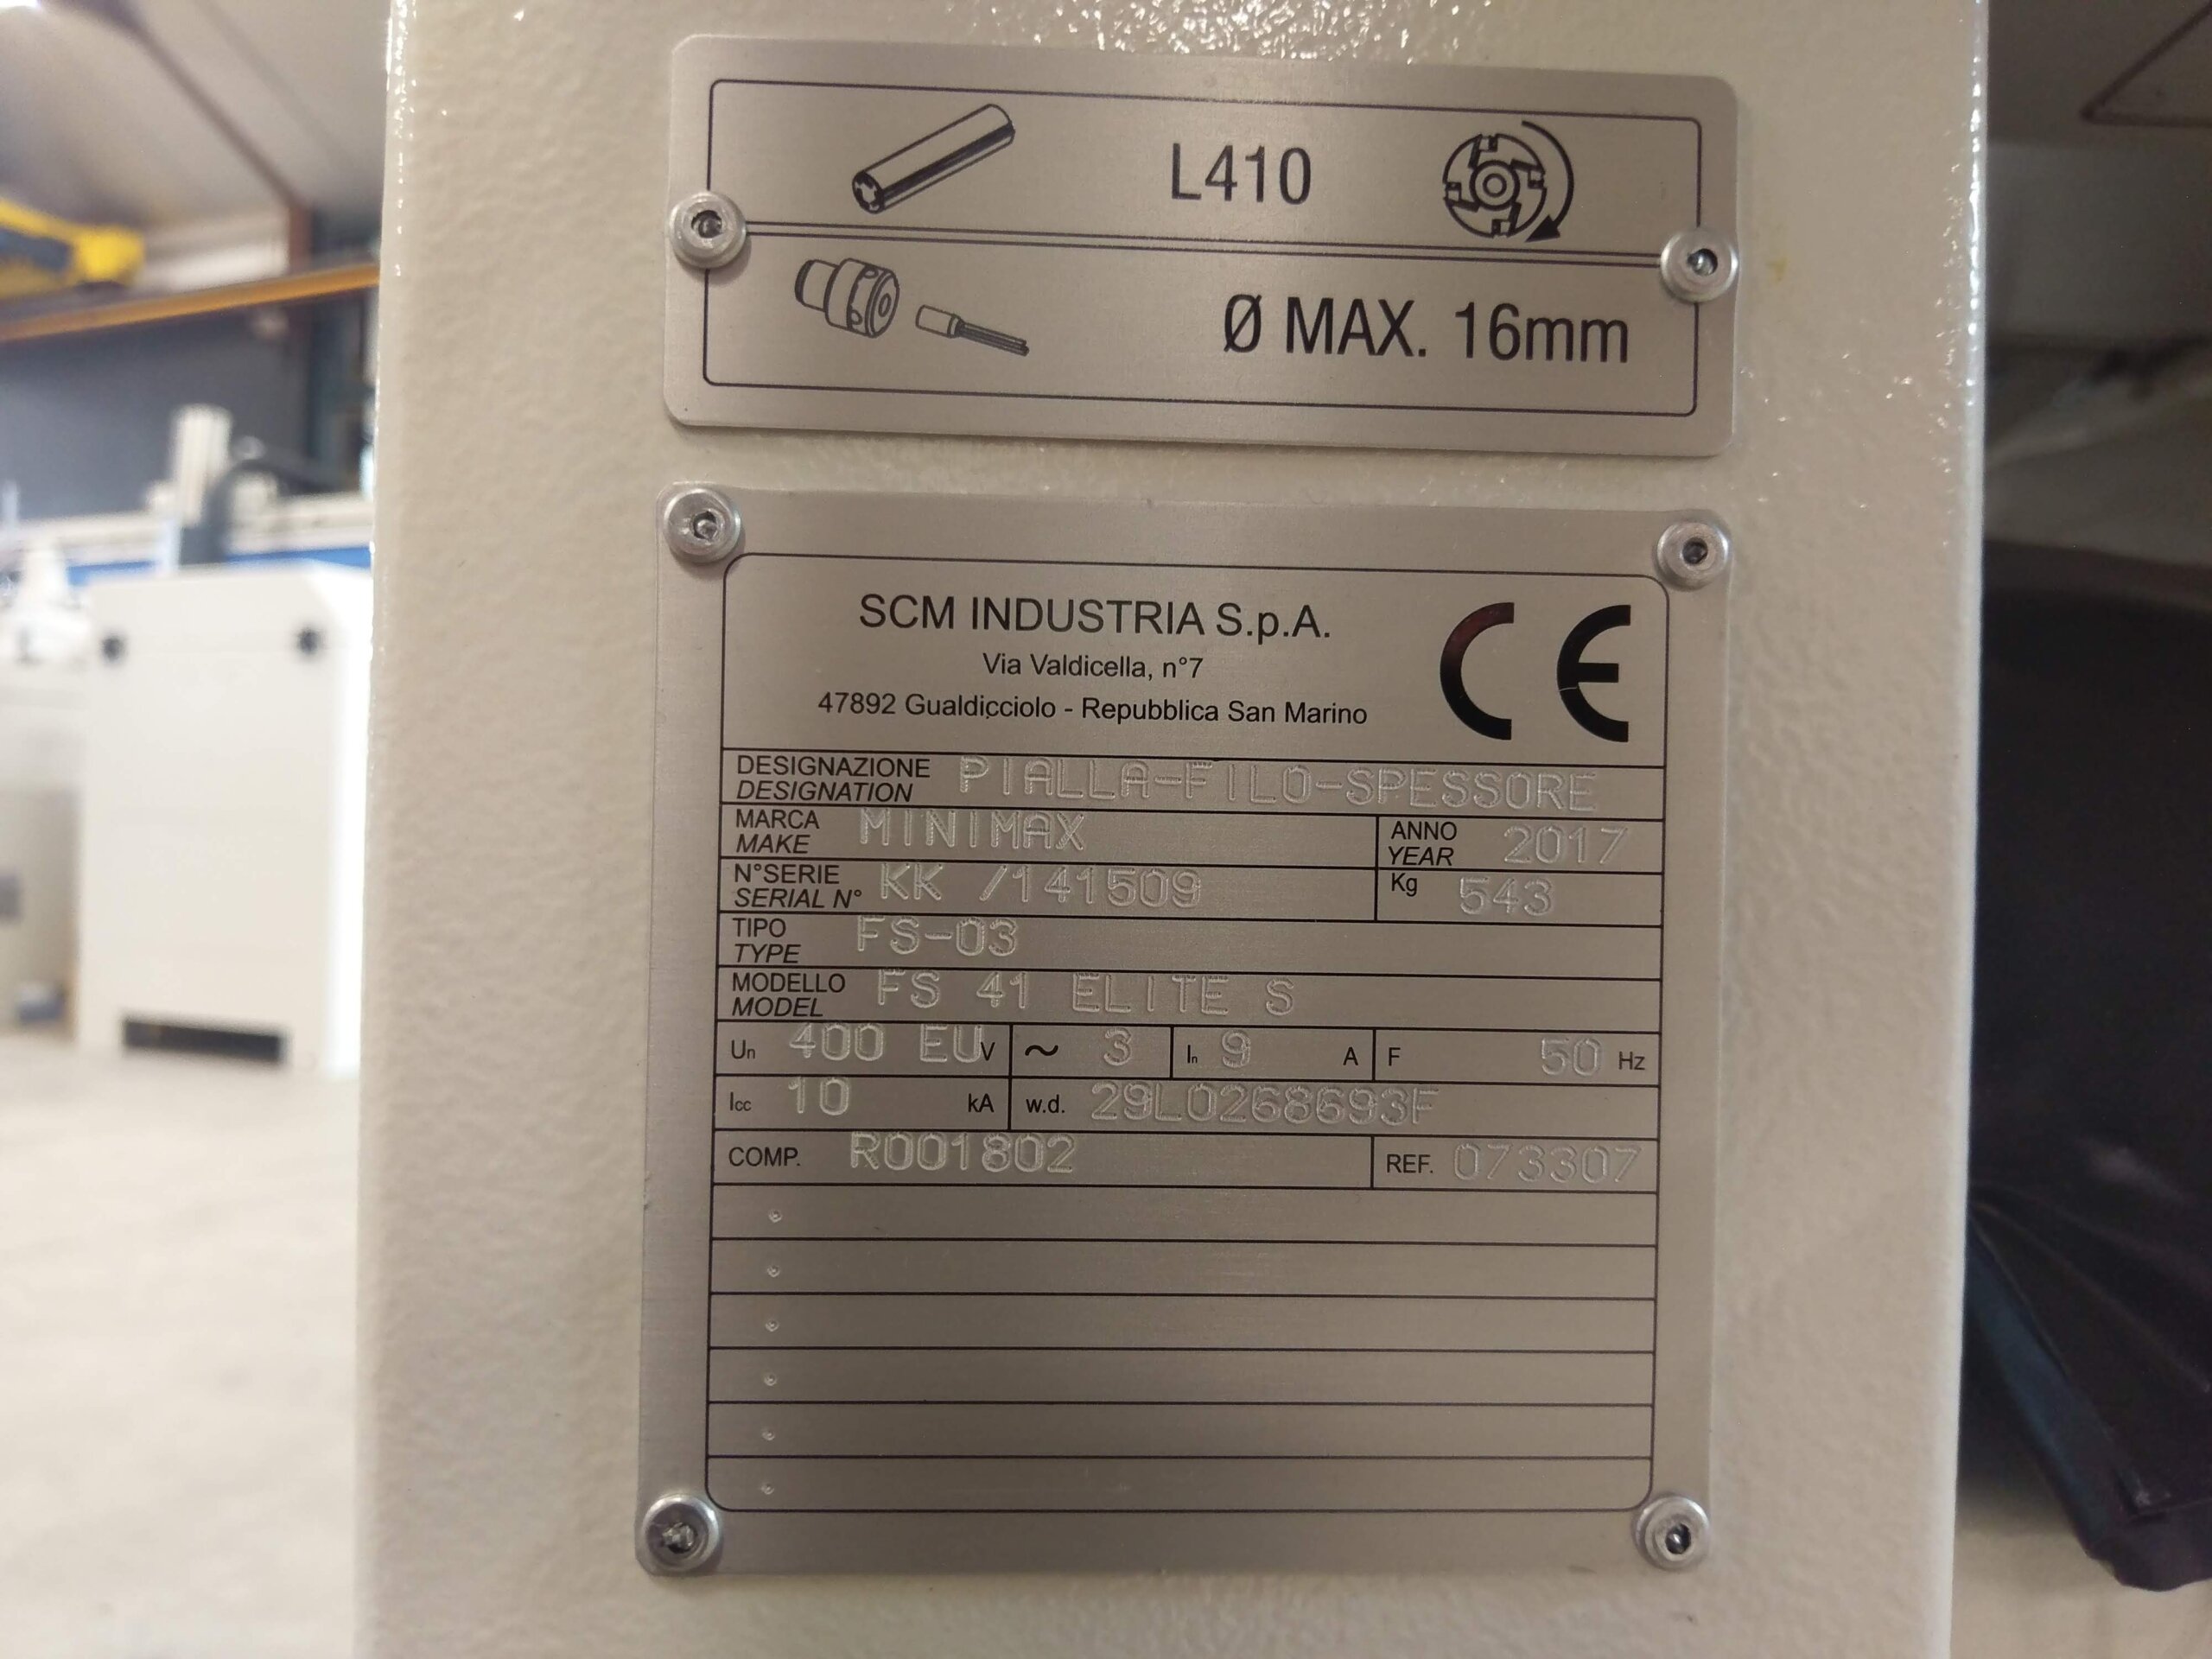 L410
Ø MAX. 16mm
SCM INDUSTRIA S.p.A.
Via Valdicella, n°7
47892 Gualdicciolo - Repubblica San Marino
CE
DESIGNAZIONE
DESIGNATION PIALLA-FILO-SPESSORE
MARCA
MAKE MINIMAX
ANNO
YEAR 2017
N°SERIE
SERIAL N° KK /141509
Kg 543
TIPO
TYPE FS-03
MODELLO
MODEL FS 41 ELITE S
Un 400 EU V ~ 3 In 9 A F 50 Hz
Icc 10 kA w.d. 29L0268693F
COMP. R001802 REF. 073307